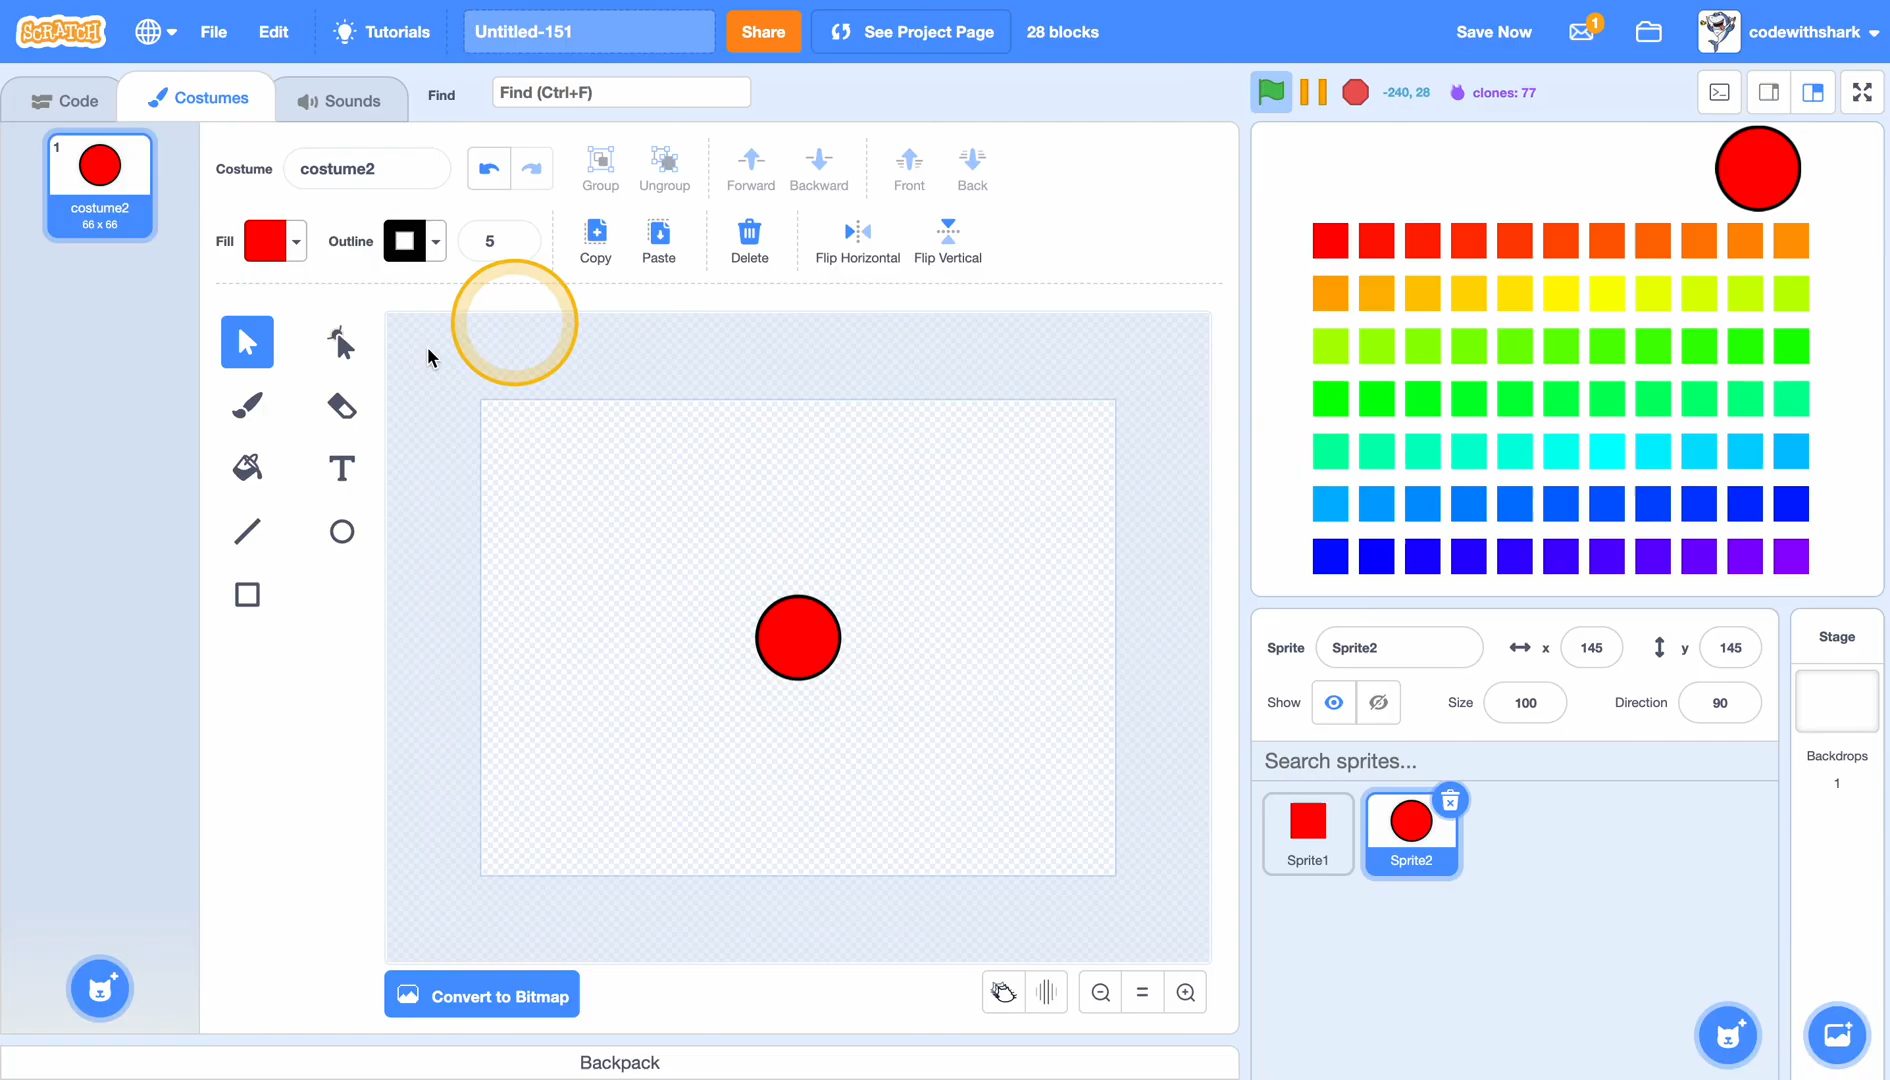 SCRATCH File Edit Tutorials Untitled-151 Share See Project Page 28 blocks Save Now 1 codewithshark
Code Costumes Sounds Find Find (Ctrl+F) -240, 28 clones: 77
1
costume2
66 x 66
Costume costume2 Group Ungroup Forward Backward Front Back
Fill Outline 5 Copy Paste Delete Flip Horizontal Flip Vertical
T
Convert to Bitmap
Backpack
Sprite Sprite2 x 145 y 145
Show Size 100 Direction 90
Search sprites...
Sprite1 Sprite2
Stage
Backdrops
1